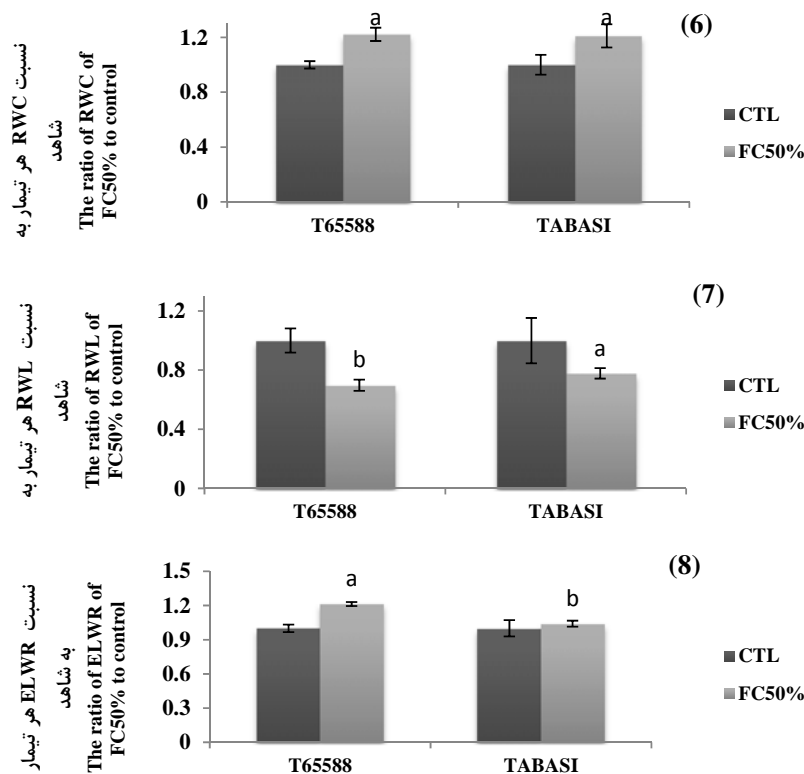 (6)
نسبت RWC هر تیمار به
شاهد
The ratio of RWC of
FC50% to control
1.2
0.8
0.4
0
a
a
T65588
TABASI
CTL
FC50%
(7)
نسبت RWL هر تیمار به
شاهد
The ratio of RWL of
FC50% to control
1.2
0.8
0.4
0
b
a
T65588
TABASI
CTL
FC50%
(8)
نسبت ELWR هر تیمار
به شاهد
The ratio of ELWR of
FC50% to control
1.5
1.2
0.9
0.6
0.3
0
a
b
T65588
TABASI
CTL
FC50%